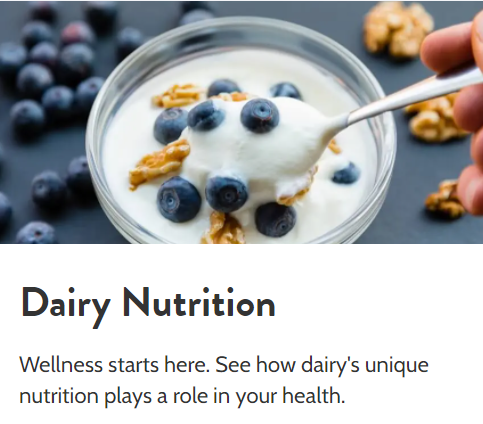 Dairy Nutrition
Wellness starts here. See how dairy's unique
nutrition plays a role in your health.